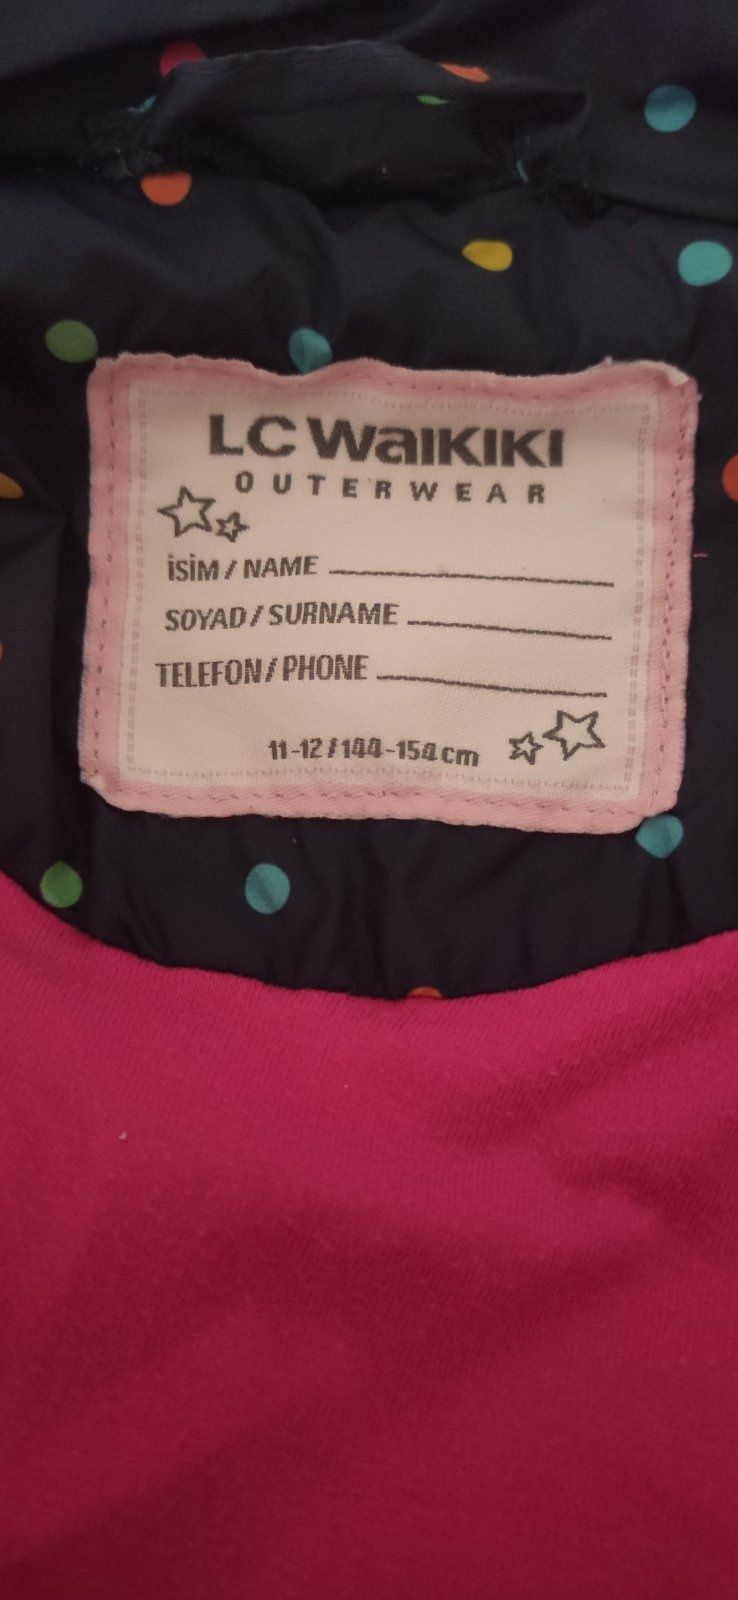 LC WAIKIKI
OUTERWEAR
İSİM / NAME
SOYAD / SURNAME
TELEFON / PHONE
11-12 / 144-154 cm